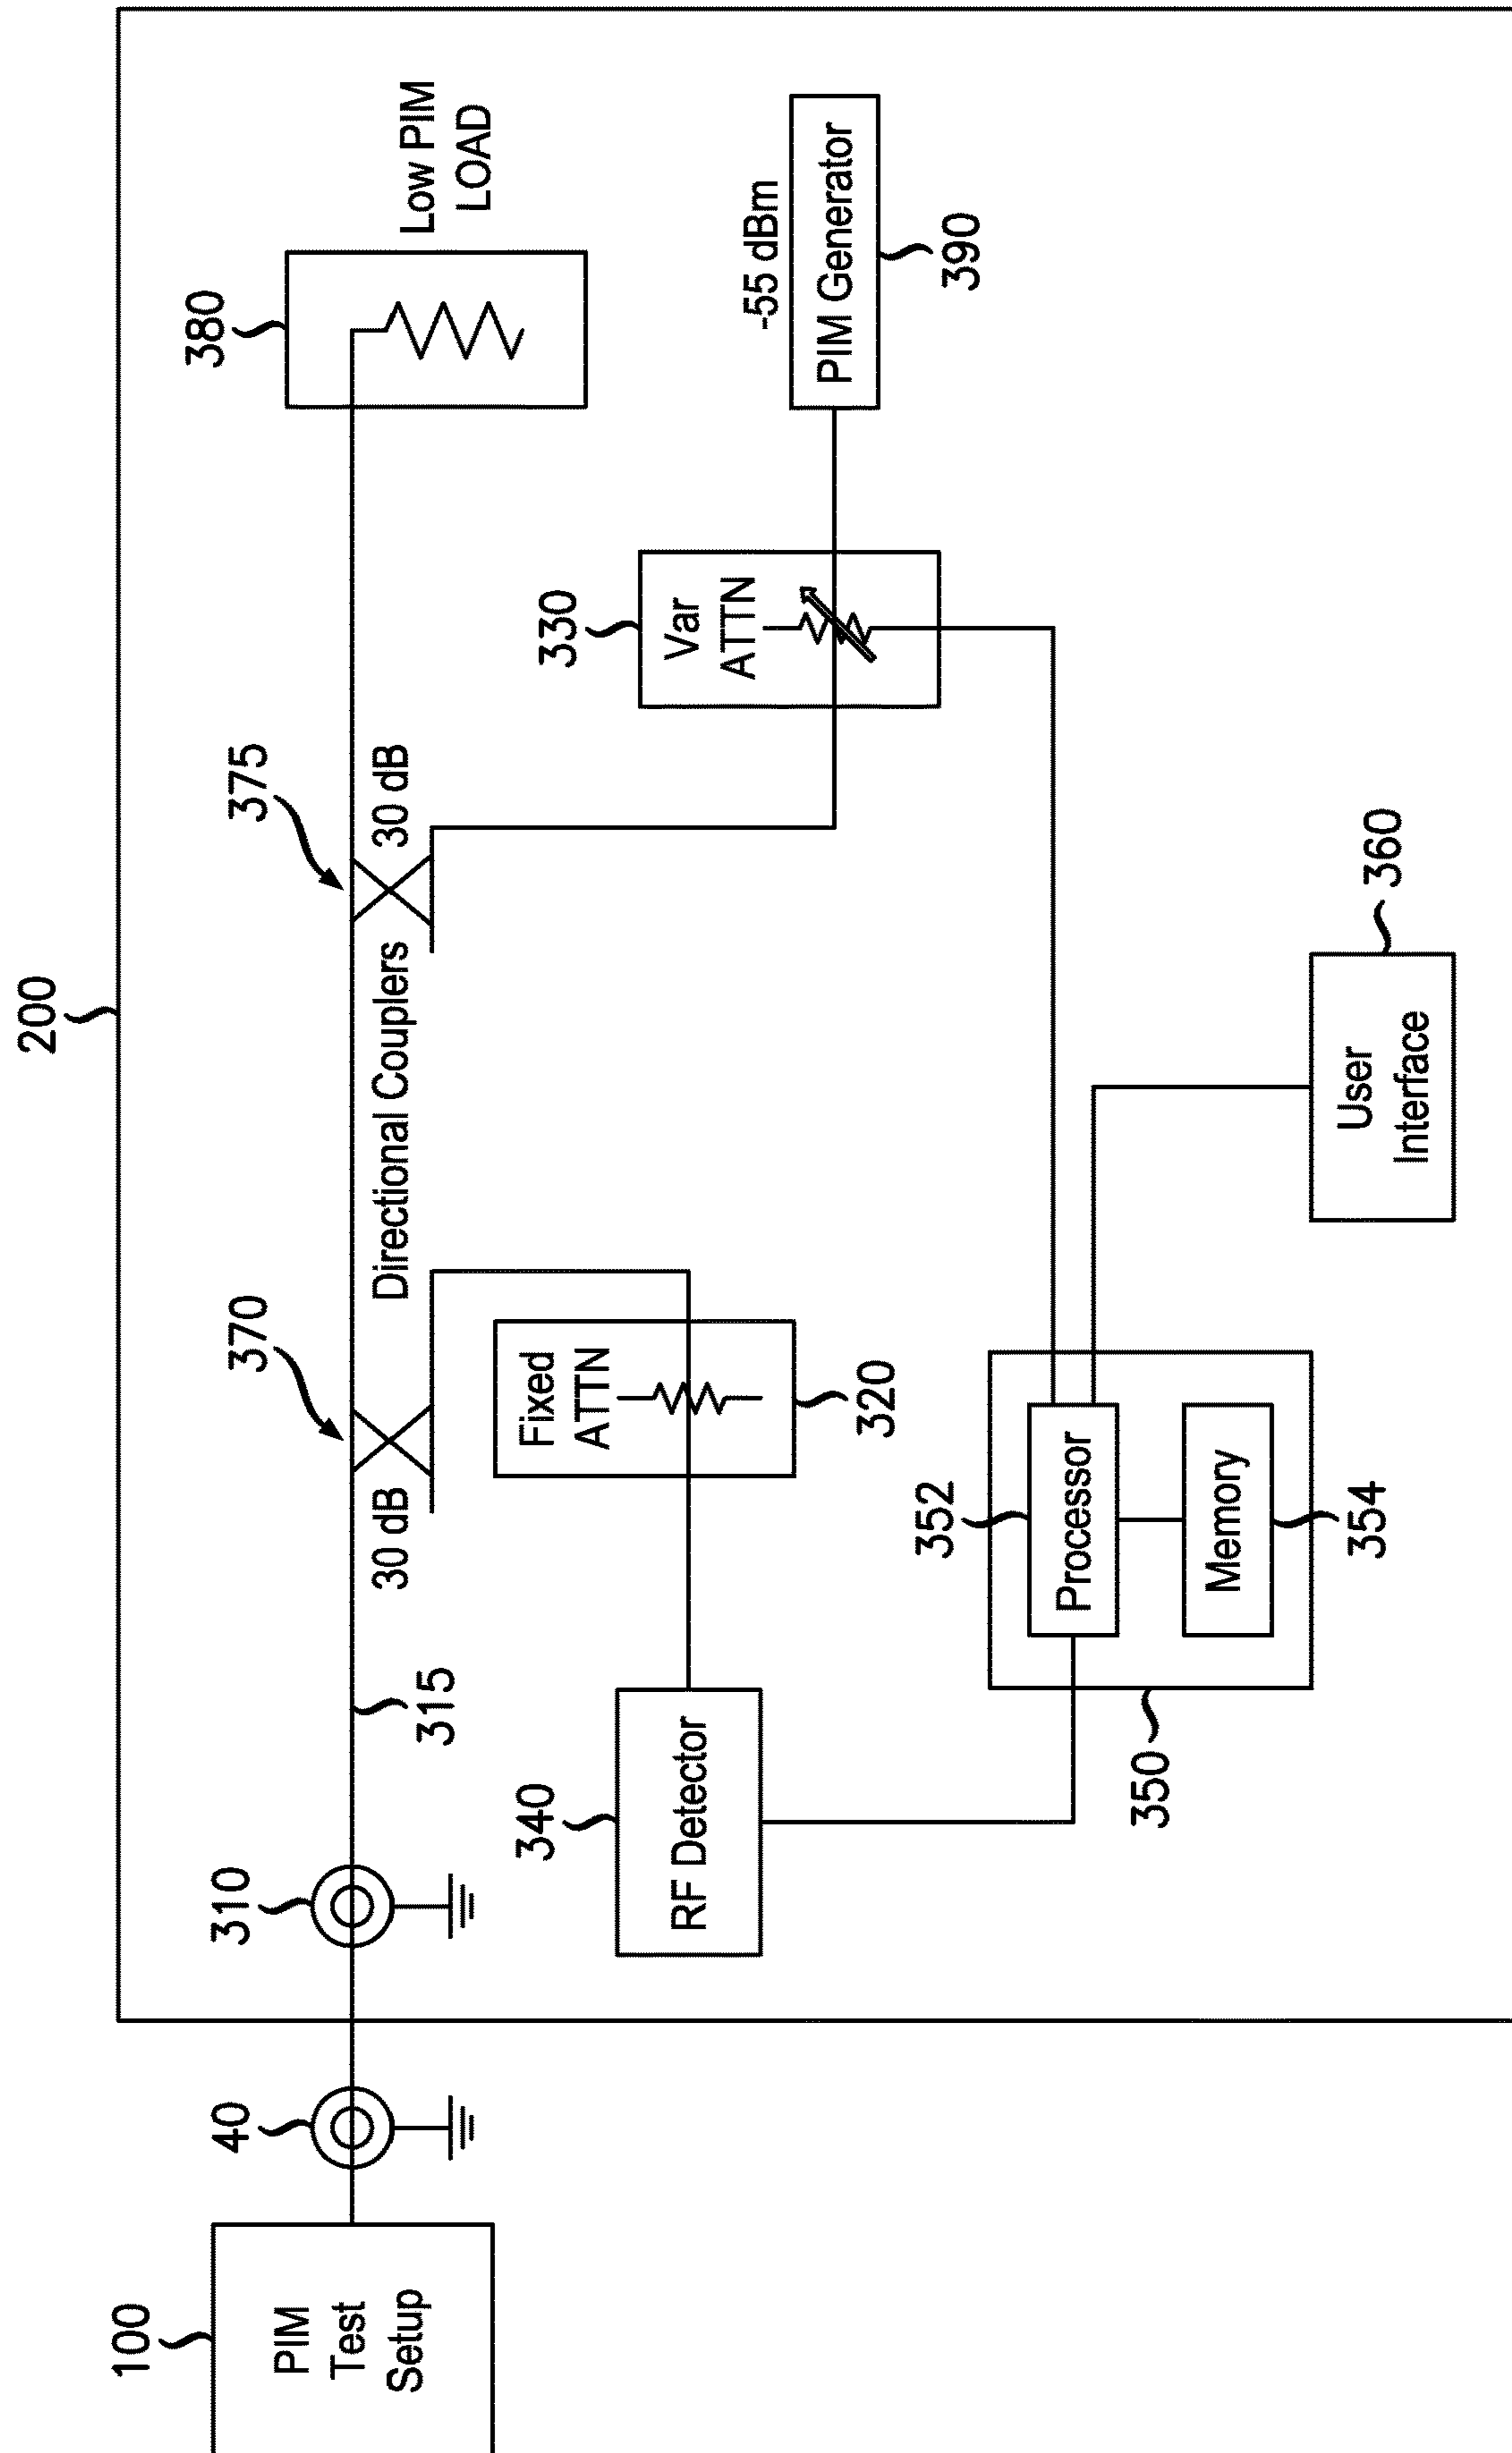 200
100
PIM
Test
Setup
40
310
315
370
30 dB
Directional Couplers
375
30 dB
380
Low PIM
LOAD
Fixed
ATTN
320
330
Var
ATTN
-55 dBm
PIM Generator
390
340
RF Detector
352
Processor
Memory
354
350
360
User
Interface